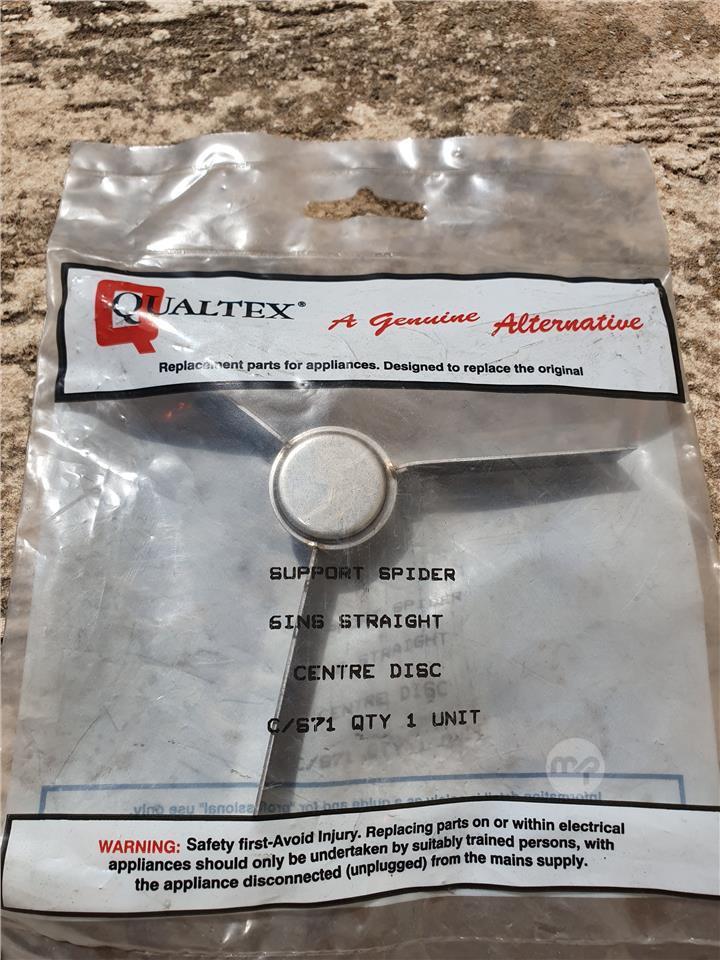 QUALTEX®
A Genuine Alternative
Replacement parts for appliances. Designed to replace the original
SUPPORT SPIDER
6INS STRAIGHT
CENTRE DISC
C/S71 QTY 1 UNIT
mp
WARNING: Safety first-Avoid Injury. Replacing parts on or within electrical
appliances should only be undertaken by suitably trained persons, with
the appliance disconnected (unplugged) from the mains supply.